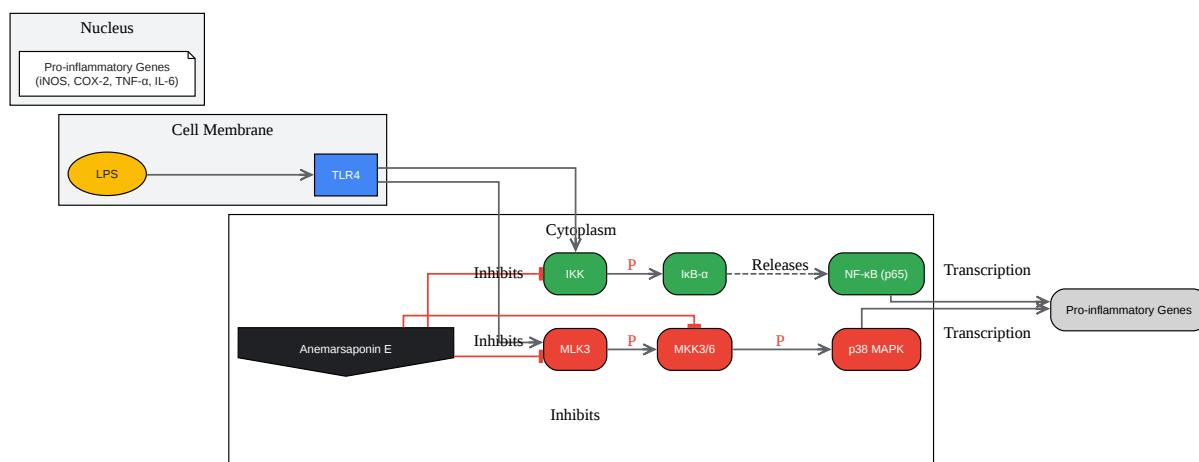 Nucleus
Pro-inflammatory Genes
(iNOS, COX-2, TNF-α, IL-6)
Cell Membrane
LPS
TLR4
Cytoplasm
Inhibits
IKK
P
IκB-α
Releases
NF-κB (p65)
Transcription
Pro-inflammatory Genes
Anemarsaponin E
Inhibits
MLK3
P
MKK3/6
P
p38 MAPK
Transcription
Inhibits